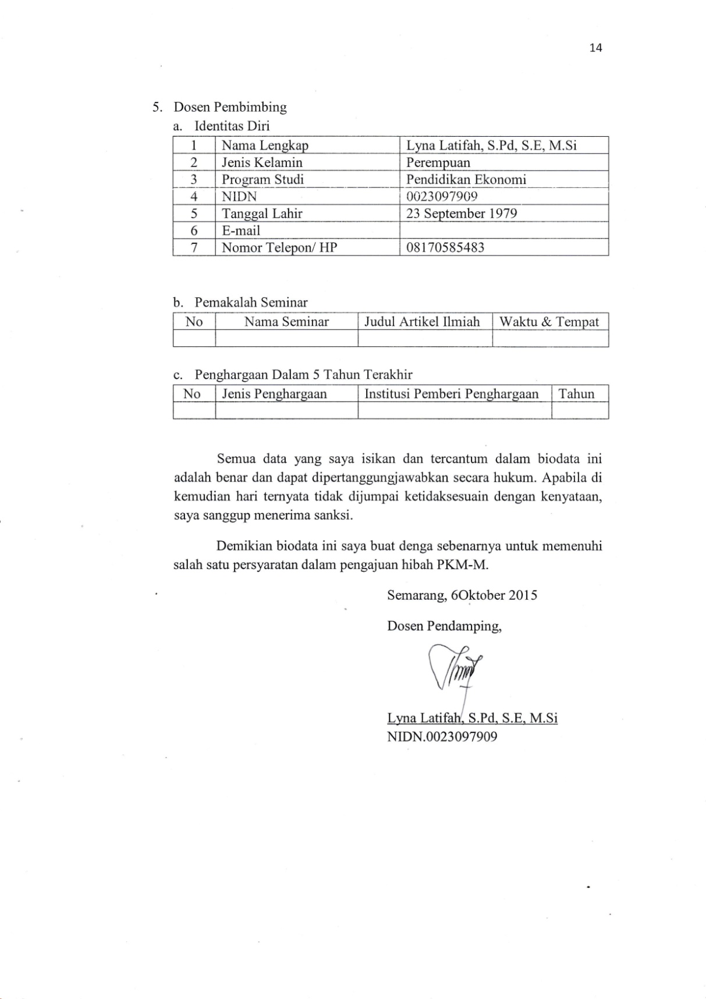 14
5. Dosen Pembimbing
a. Identitas Diri
1 Nama Lengkap Lyna Latifah, S.Pd, S.E, M.Si
2 Jenis Kelamin Perempuan
3 Program Studi Pendidikan Ekonomi
4 NIDN 0023097909
5 Tanggal Lahir 23 September 1979
6 E-mail
7 Nomor Telepon/ HP 08170585483
b. Pemakalah Seminar
No Nama Seminar Judul Artikel Ilmiah Waktu & Tempat
c. Penghargaan Dalam 5 Tahun Terakhir
No Jenis Penghargaan Institusi Pemberi Penghargaan Tahun
Semua data yang saya isikan dan tercantum dalam biodata ini
adalah benar dan dapat dipertanggungjawabkan secara hukum. Apabila di
kemudian hari ternyata tidak dijumpai ketidaksesuain dengan kenyataan,
saya sanggup menerima sanksi.
Demikian biodata ini saya buat denga sebenarnya untuk memenuhi
salah satu persyaratan dalam pengajuan hibah PKM-M.
Semarang, 6Oktober 2015
Dosen Pendamping,
Lyna Latifah, S.Pd, S.E, M.Si
NIDN.0023097909